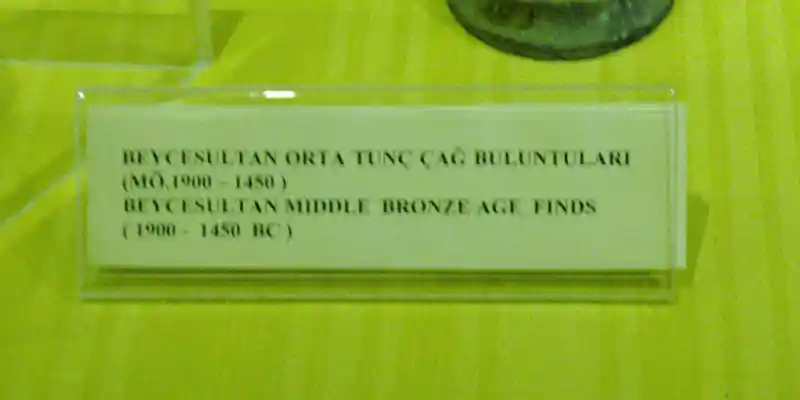 BEYCESULTAN ORTA TUNÇ ÇAĞ BULUNTULARI
(MÖ.1900 – 1450 )
BEYCESULTAN MIDDLE BRONZE AGE FINDS
( 1900 - 1450 BC )